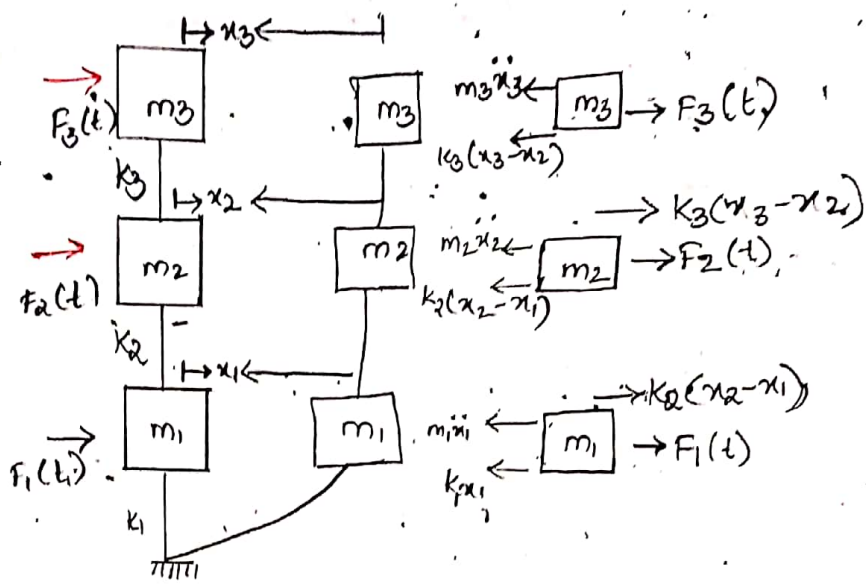 x₃
F₃(t)
m₃
m₃
m₃ẍ₃
m₃
F₃(t)
k₃(x₃-x₂)
k₃
x₂
K₃(x₃-x₂)
F₂(t)
m₂
m₂
m₂ẍ₂
m₂
F₂(t)
k₂(x₂-x₁)
k₂
x₁
K₂(x₂-x₁)
F₁(t₁)
m₁
m₁
m₁ẍ₁
m₁
F₁(t)
k₁x₁
k₁